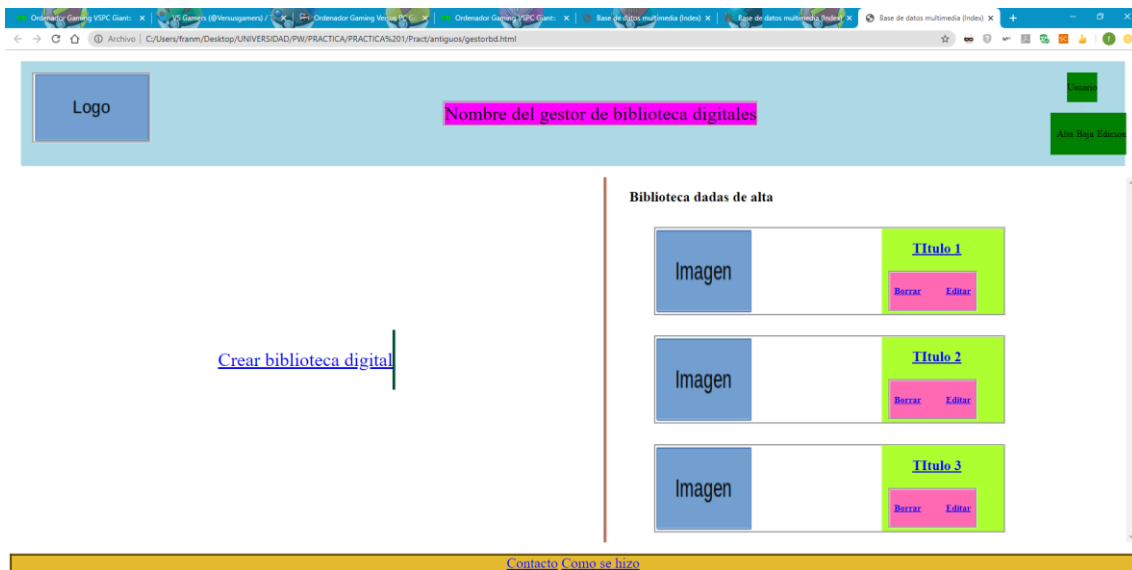 Ordenador Gaming VSPC Giant:
VS Gamers (@Versusgamers) /
Ordenador Gaming Versus PC G
Ordenador Gaming VSPC Giant:
Base de datos multimedia (Index)
Base de datos multimedia (Index)
Base de datos multimedia (Index)
Archivo | C:/Users/franm/Desktop/UNIVERSIDAD/PW/PRACTICA/PRACTICA%201/Pract/antiguos/gestorbd.html
Logo
Nombre del gestor de biblioteca digitales
Usuario
Alta Baja Edicion
Crear biblioteca digital
Biblioteca dadas de alta
Imagen
TItulo 1
Borrar Editar
Imagen
TItulo 2
Borrar Editar
Imagen
TItulo 3
Borrar Editar
Contacto Como se hizo